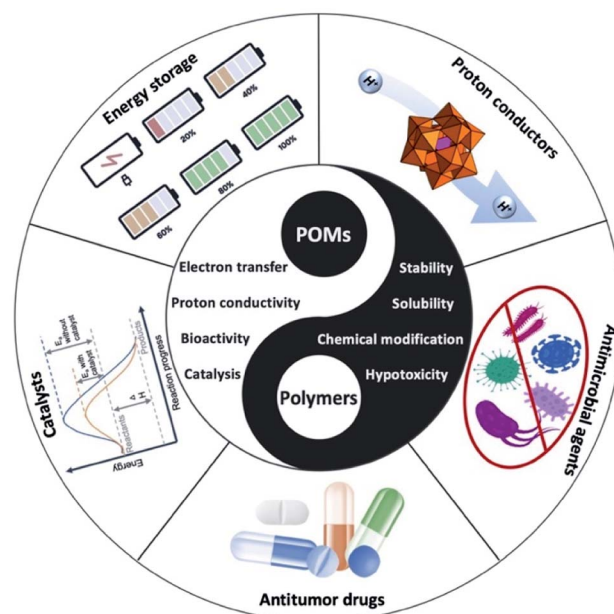 Energy storage
40%
20%
100%
80%
60%
Proton conductors
H+
H+
POMs
Electron transfer
Proton conductivity
Bioactivity
Catalysis
Stability
Solubility
Chemical modification
Hypotoxicity
Polymers
Catalysts
Ea without
catalyst
Ea with
catalyst
Products
Δ
H
Reactants
Reaction progress
Energy
Antimicrobial agents
Antitumor drugs